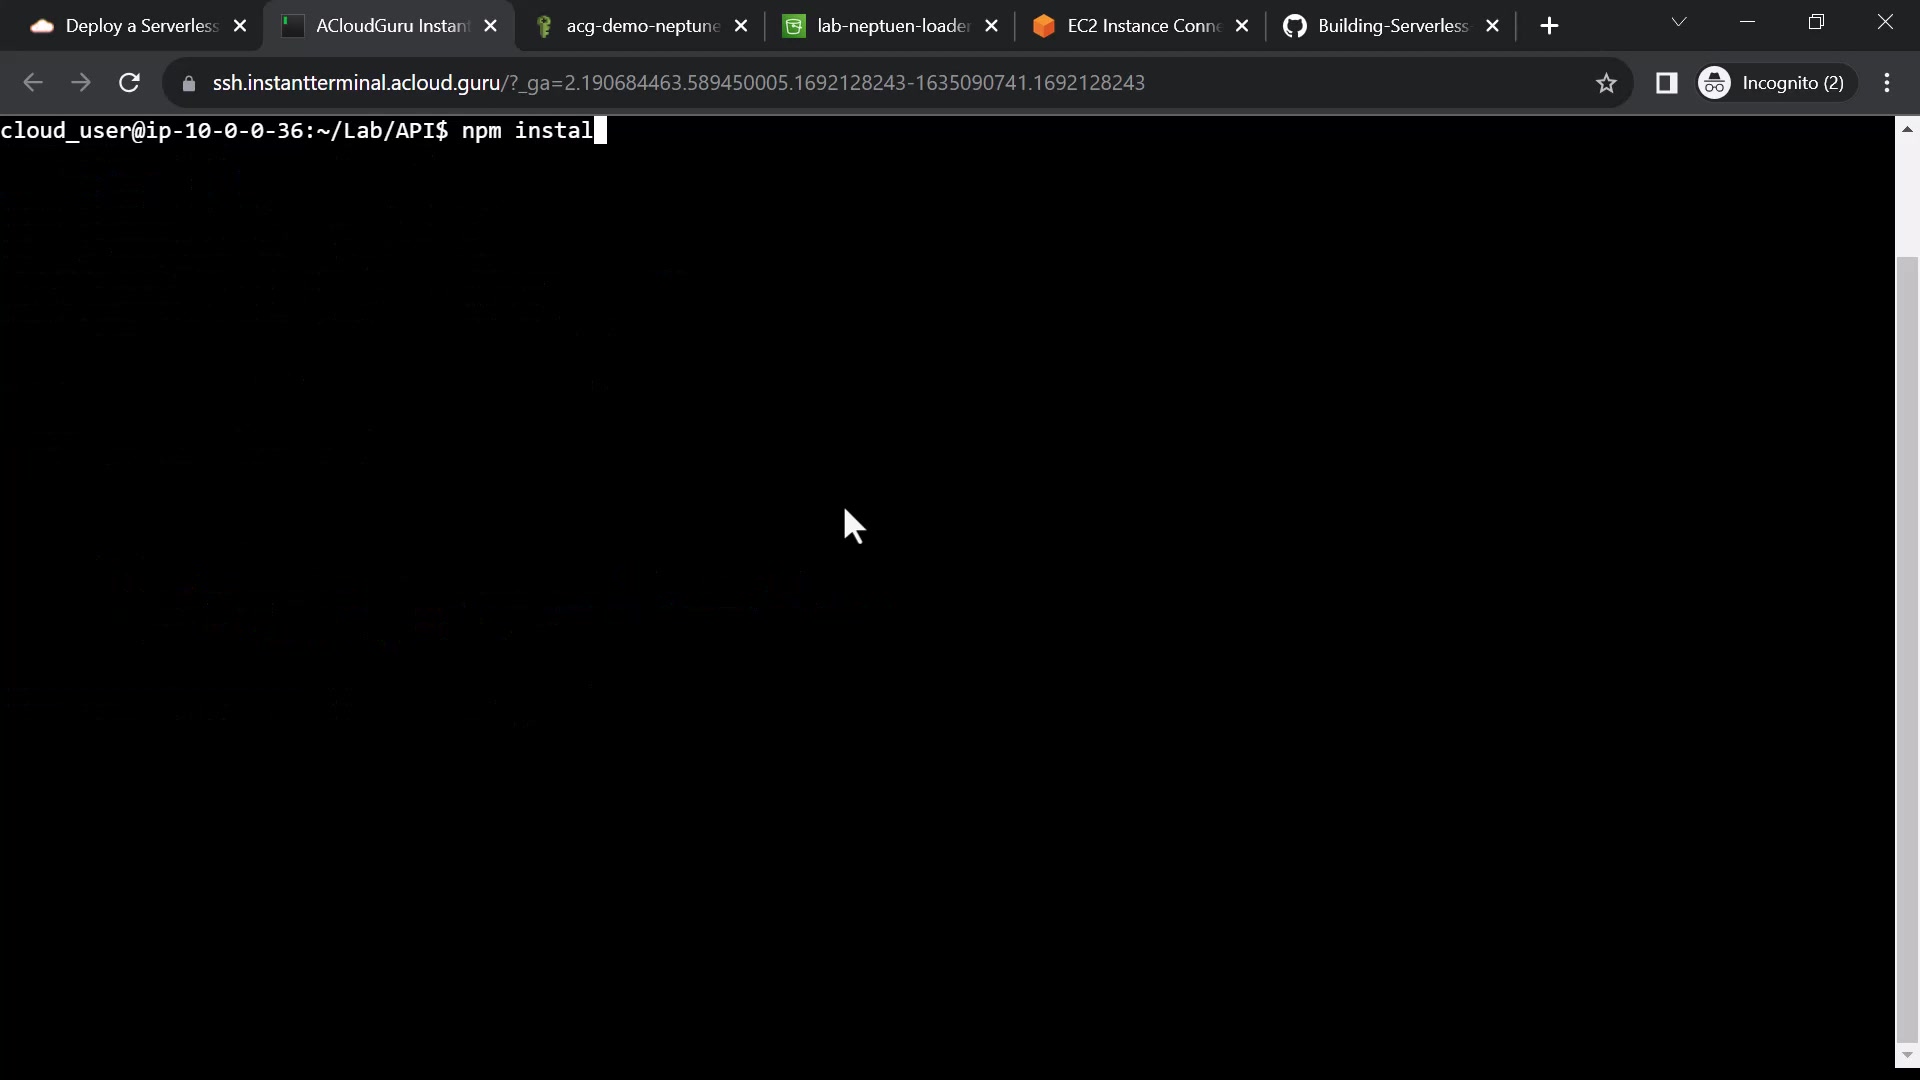 Deploy a Serverless
ACloudGuru Instant
acg-demo-neptune
lab-neptuen-loader
EC2 Instance Conne
Building-Serverless-
ssh.instantterminal.acloud.guru/?_ga=2.190684463.589450005.1692128243-1635090741.1692128243
Incognito (2)
cloud_user@ip-10-0-0-36:~/Lab/API$ npm instal